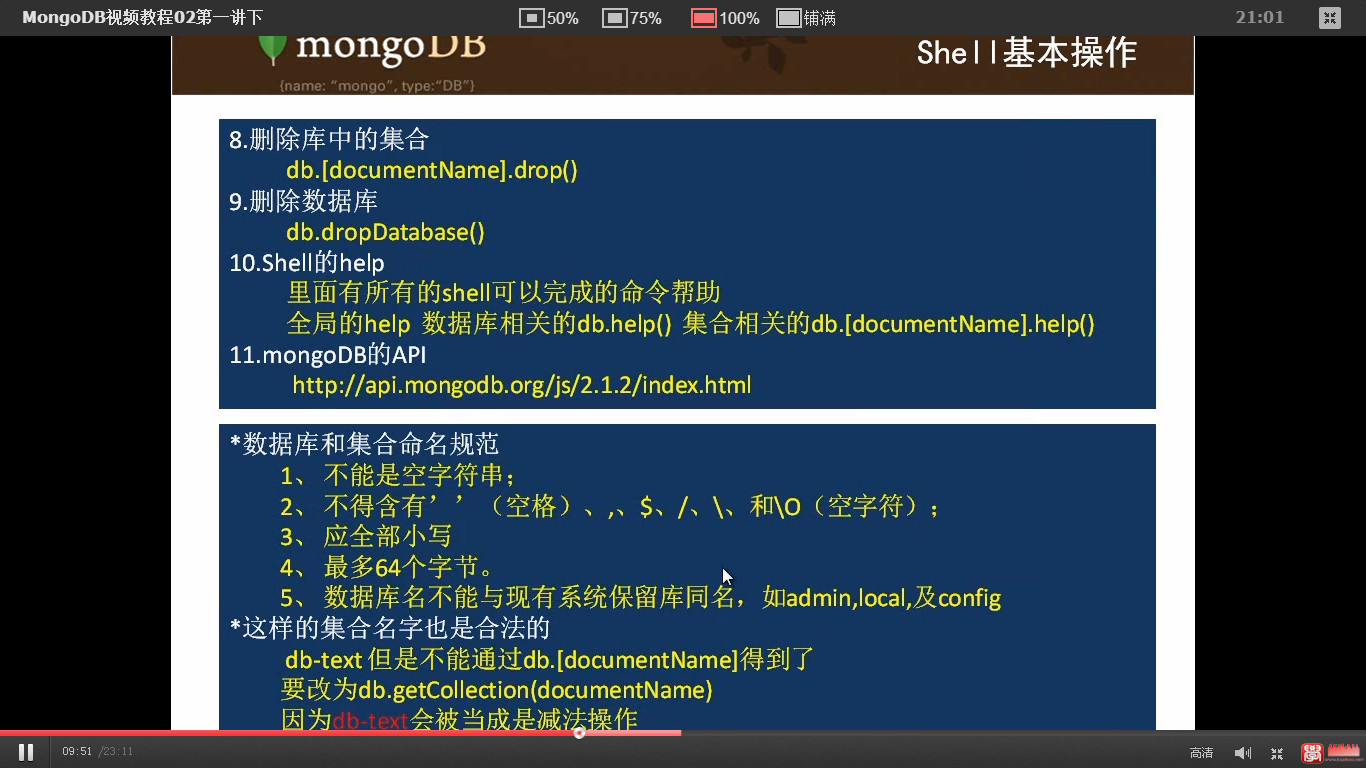 MongoDB视频教程02第一讲下
50% 75% 100% 铺满
21:01
mongoDB
{name: “mongo”, type:“DB”}
Shell基本操作
8.删除库中的集合
db.[documentName].drop()
9.删除数据库
db.dropDatabase()
10.Shell的help
里面有所有的shell可以完成的命令帮助
全局的help 数据库相关的db.help() 集合相关的db.[documentName].help()
11.mongoDB的API
http://api.mongodb.org/js/2.1.2/index.html
*数据库和集合命名规范
1、 不能是空字符串；
2、 不得含有’ ’（空格）、,、$、/、\、和\O（空字符）；
3、 应全部小写
4、 最多64个字节。
5、 数据库名不能与现有系统保留库同名，如admin,local,及config
*这样的集合名字也是合法的
db-text 但是不能通过db.[documentName]得到了
要改为db.getCollection(documentName)
因为db-text会被当成是减法操作
09:51 /23:11
高清